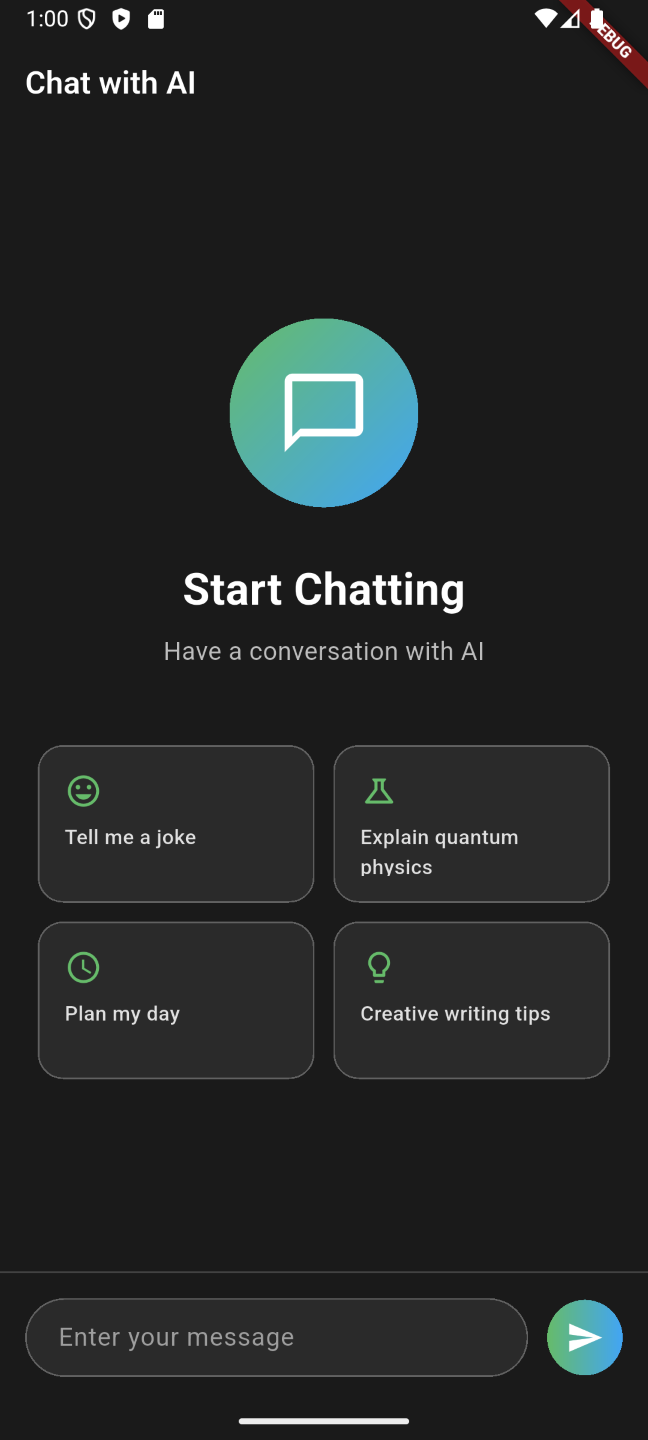 1:00
EBUG
Chat with AI
Start Chatting
Have a conversation with AI
Tell me a joke
Explain quantum
physics
Plan my day
Creative writing tips
Enter your message